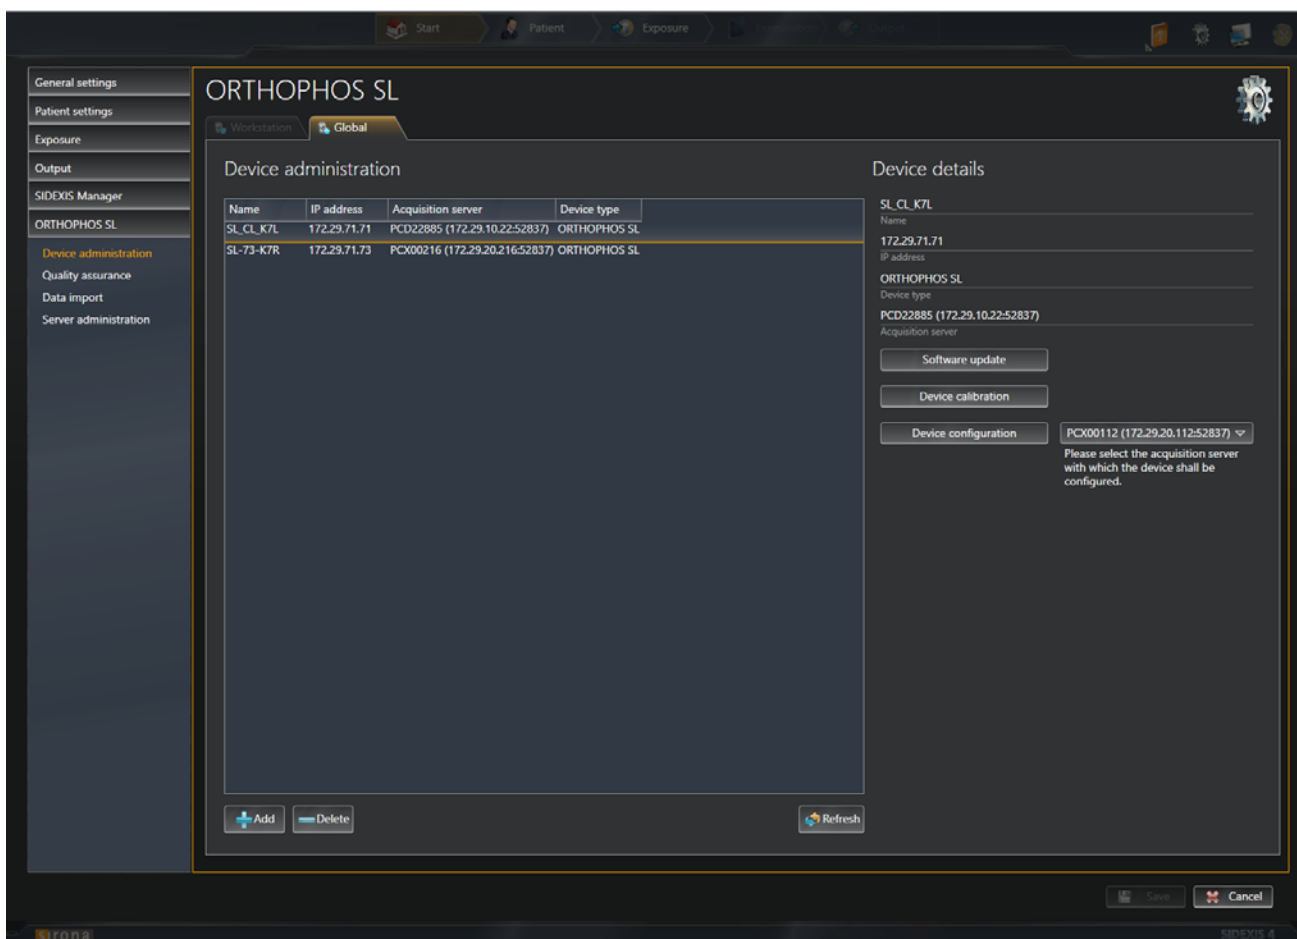 Start
Patient
Exposure
Output
General settings
Patient settings
Exposure
Output
SIDEXIS Manager
ORTHOPHOS SL
Device administration
Quality assurance
Data import
Server administration
ORTHOPHOS SL
Workstation
Global
Device administration
Name IP address Acquisition server Device type
SL_CL_K7L 172.29.71.71 PCD22885 (172.29.10.22:52837) ORTHOPHOS SL
SL-73-K7R 172.29.71.73 PCX00216 (172.29.20.216:52837) ORTHOPHOS SL
Add
Delete
Refresh
Device details
SL_CL_K7L
Name
172.29.71.71
IP address
ORTHOPHOS SL
Device type
PCD22885 (172.29.10.22:52837)
Acquisition server
Software update
Device calibration
Device configuration
PCX00112 (172.29.20.112:52837)
Please select the acquisition server
with which the device shall be
configured.
Save
Cancel
sirona
SIDEXIS 4